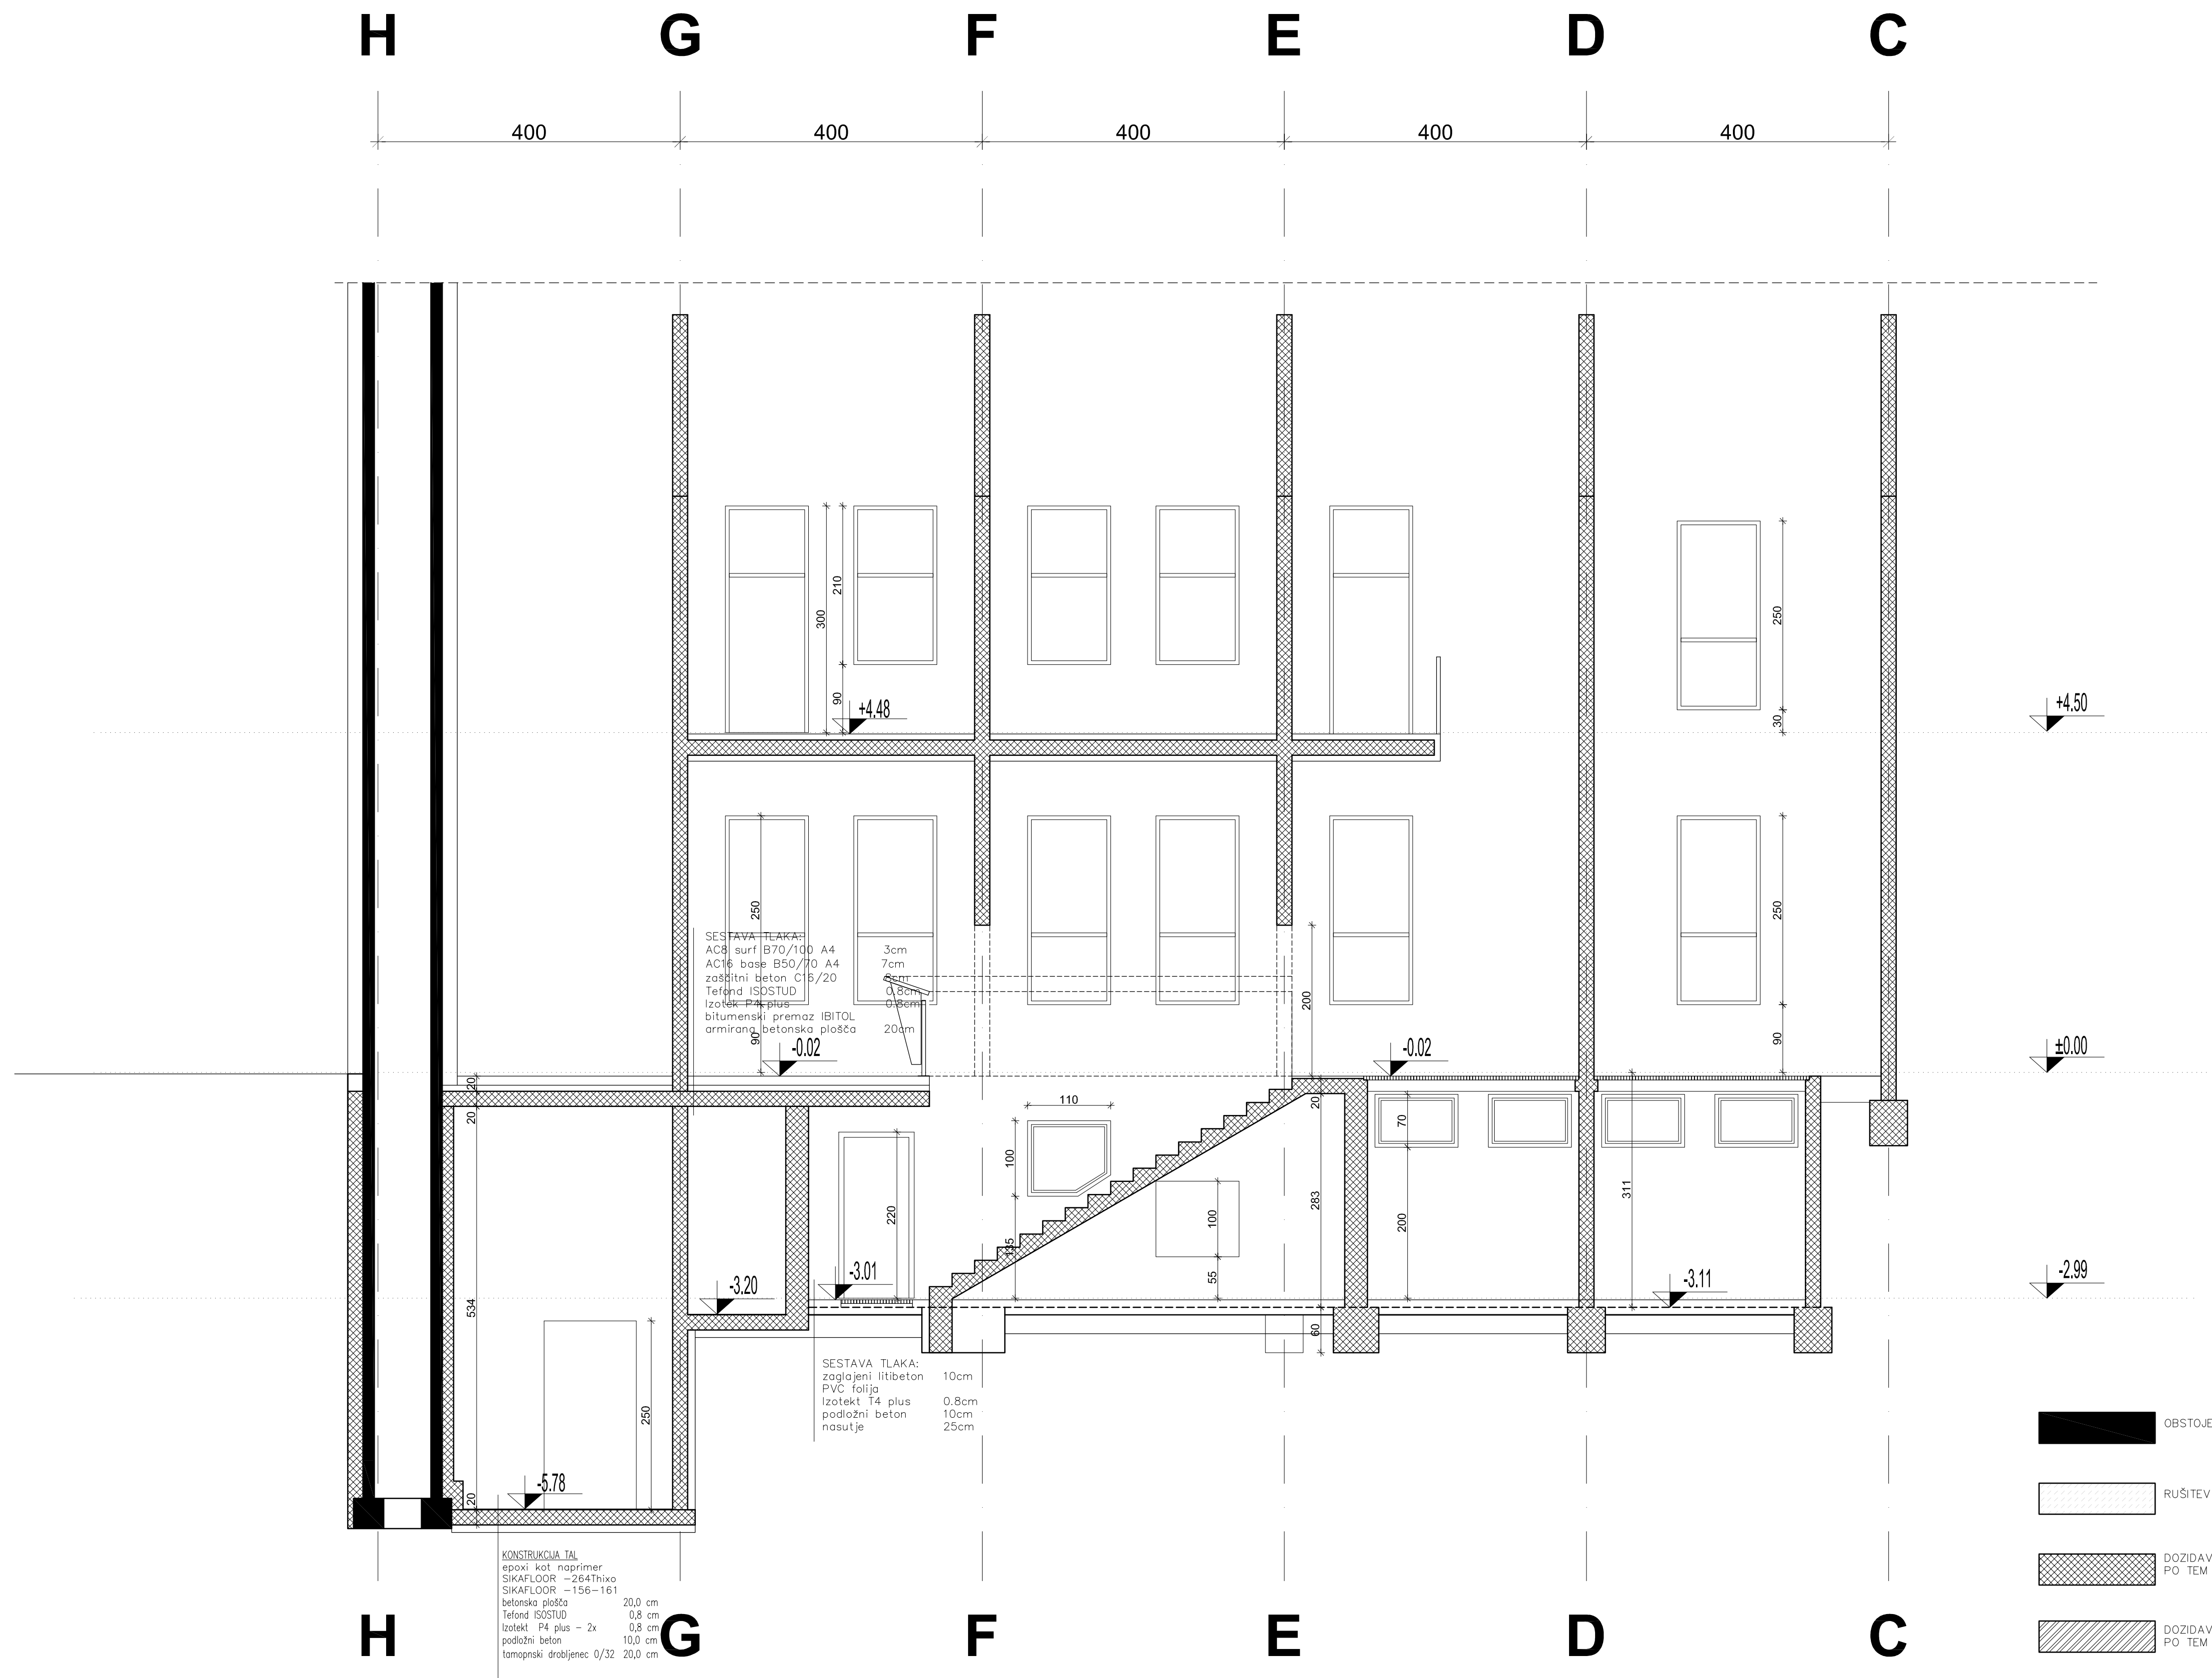 H G F E D C
400 400 400 400 400
210
300
90
+4.48
250
30
+4.50
250
SESTAVA TLAKA:
AC8 surf B70/100 A4 3cm
AC16 base B50/70 A4 7cm
zaščitni beton C16/20 8cm
Tefond ISOSTUD 0.8cm
Izotek P4 plus 0.8cm
bitumenski premaz IBITOL
armirana betonska plošča 20cm
90
200
250
90
-0.02
-0.02
±0.00
20
20
110
20
70
100
220
135
100
55
283
200
311
-3.20
-3.01
-3.11
-2.99
534
60
SESTAVA TLAKA:
zaglajeni litibeton 10cm
PVC folija
Izotekt T4 plus 0.8cm
podložni beton 10cm
nasutje 25cm
250
-5.78
20
KONSTRUKCIJA TAL
epoxi kot naprimer
SIKAFLOOR -264Thixo
SIKAFLOOR -156-161
betonska plošča 20,0 cm
Tefond ISOSTUD 0,8 cm
Izotekt P4 plus - 2x 0,8 cm
podložni beton 10,0 cm
tamopnski drobljenec 0/32 20,0 cm
OBSTOJE
RUŠITEV
DOZIDAV
PO TEM
DOZIDAV
PO TEM
H G F E D C